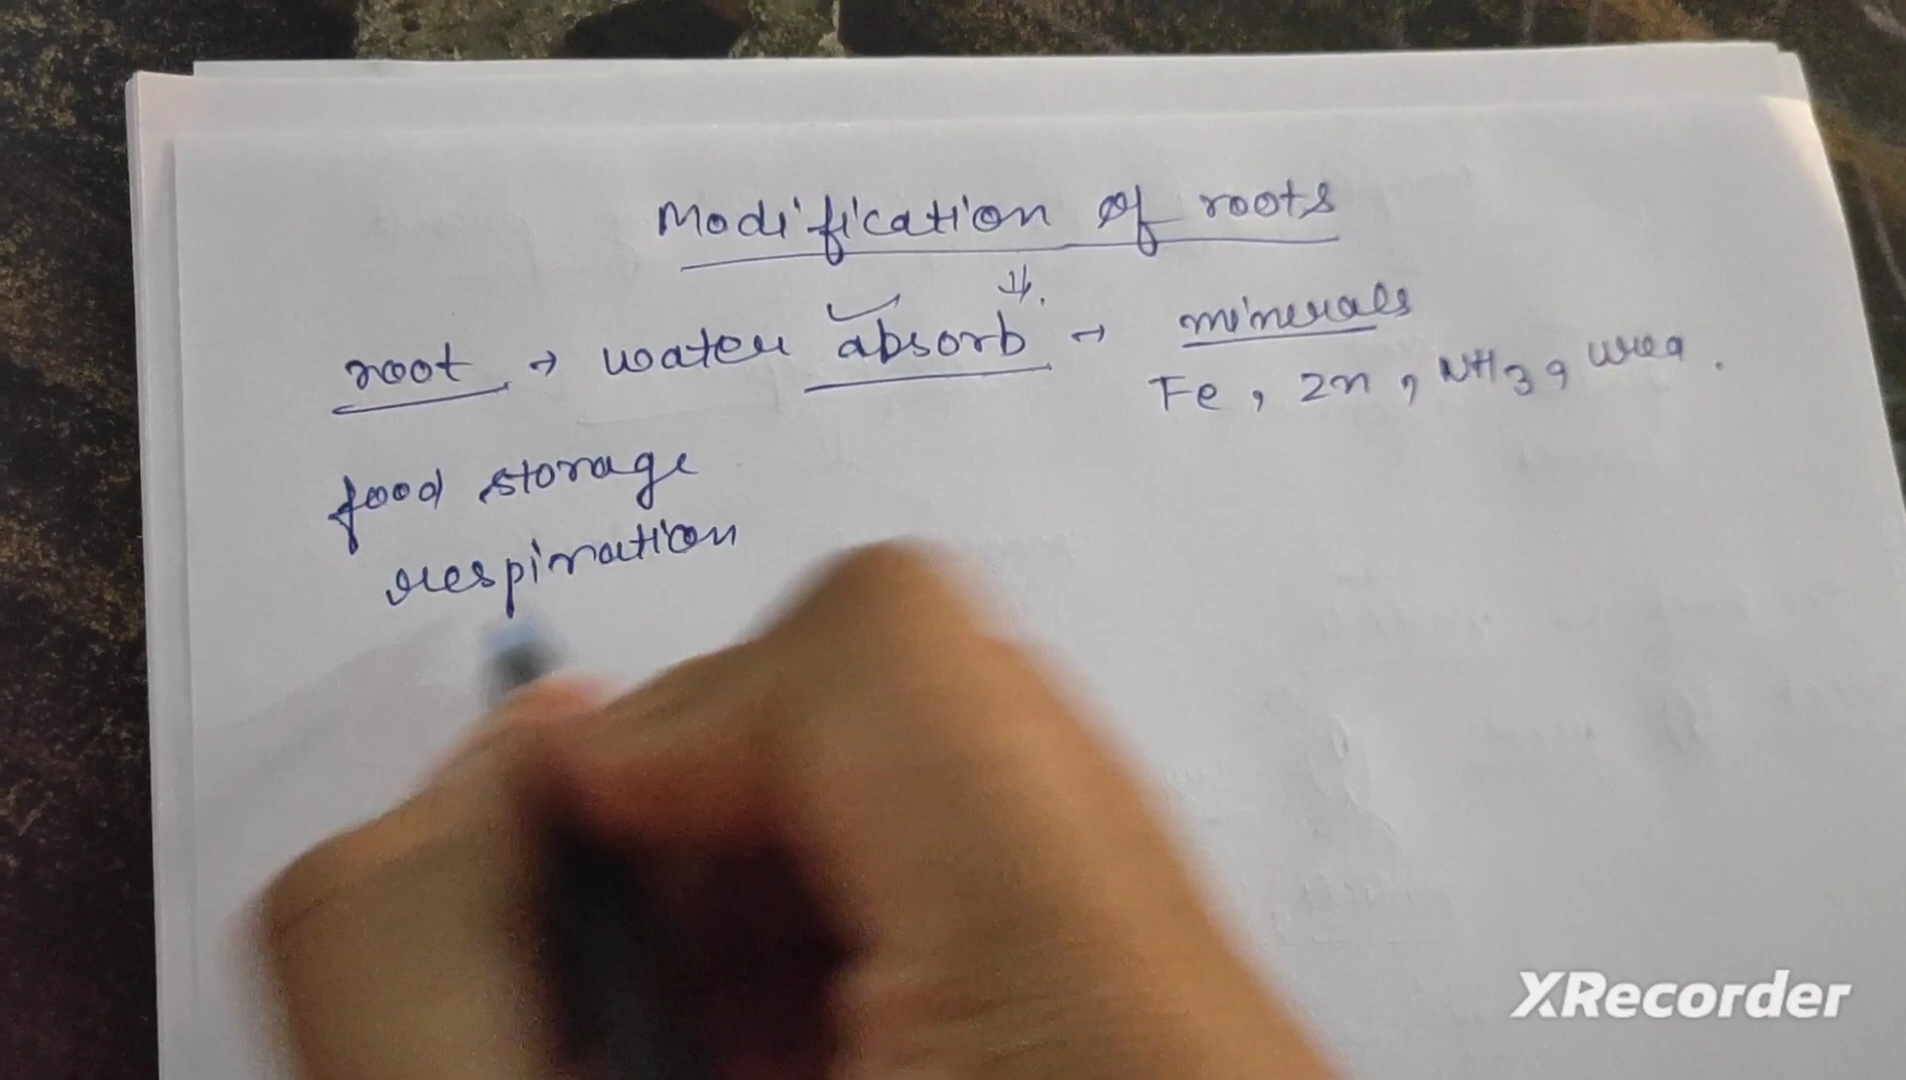 Modification of roots
root → water absorb → minerals
Fe, Zn, NH3, Urea.
food storage
respiration
XRecorder